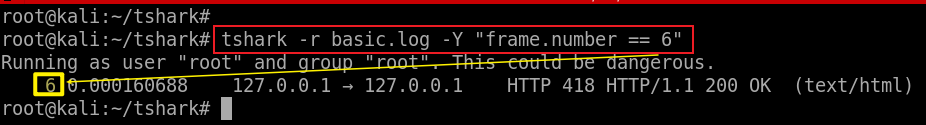 root@kali:~/tshark#
root@kali:~/tshark# tshark -r basic.log -Y "frame.number == 6"
Running as user "root" and group "root". This could be dangerous.
6 0.000160688 127.0.0.1 → 127.0.0.1 HTTP 418 HTTP/1.1 200 OK (text/html)
root@kali:~/tshark#